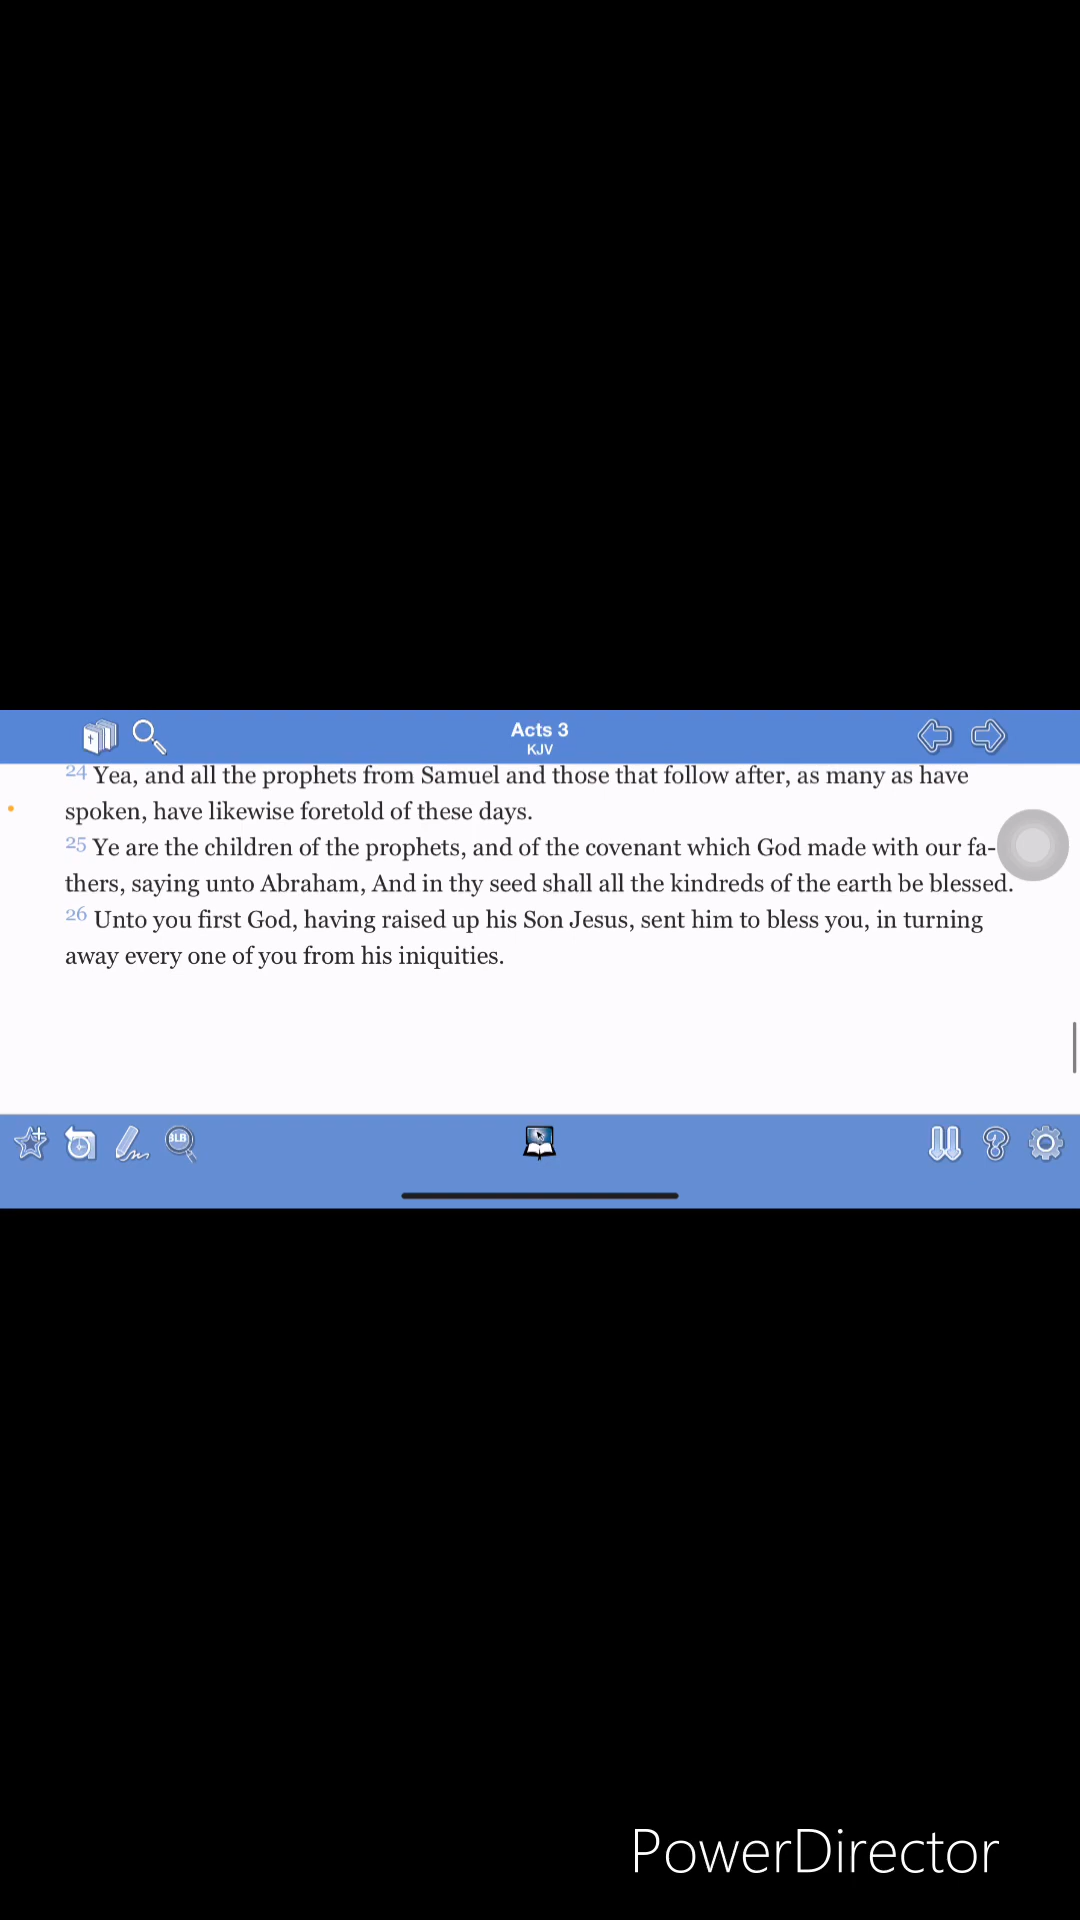 Acts 3
KJV
24 Yea, and all the prophets from Samuel and those that follow after, as many as have
spoken, have likewise foretold of these days.
25 Ye are the children of the prophets, and of the covenant which God made with our fa-
thers, saying unto Abraham, And in thy seed shall all the kindreds of the earth be blessed.
26 Unto you first God, having raised up his Son Jesus, sent him to bless you, in turning
away every one of you from his iniquities.
BLB
PowerDirector